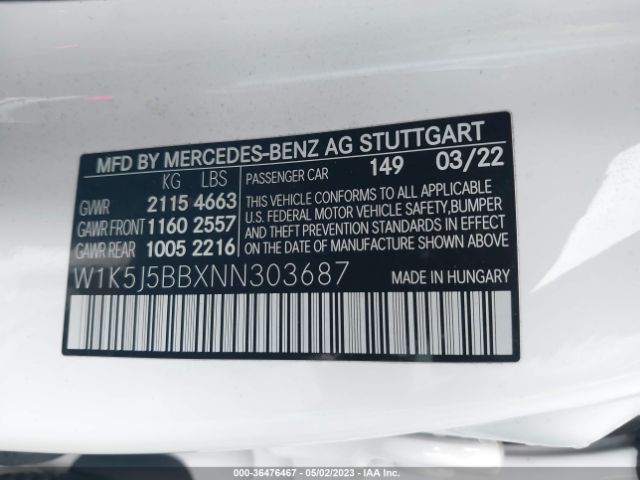 MFD BY MERCEDES-BENZ AG STUTTGART
KG LBS PASSENGER CAR 149 03/22
GVWR 2115 4663
GAWR FRONT 1160 2557
GAWR REAR 1005 2216
THIS VEHICLE CONFORMS TO ALL APPLICABLE
U.S. FEDERAL MOTOR VEHICLE SAFETY, BUMPER
AND THEFT PREVENTION STANDARDS IN EFFECT
ON THE DATE OF MANUFACTURE SHOWN ABOVE.
W1K5J5BBXNN303687 MADE IN HUNGARY
000-36476467 - 05/02/2023 - IAA Inc.